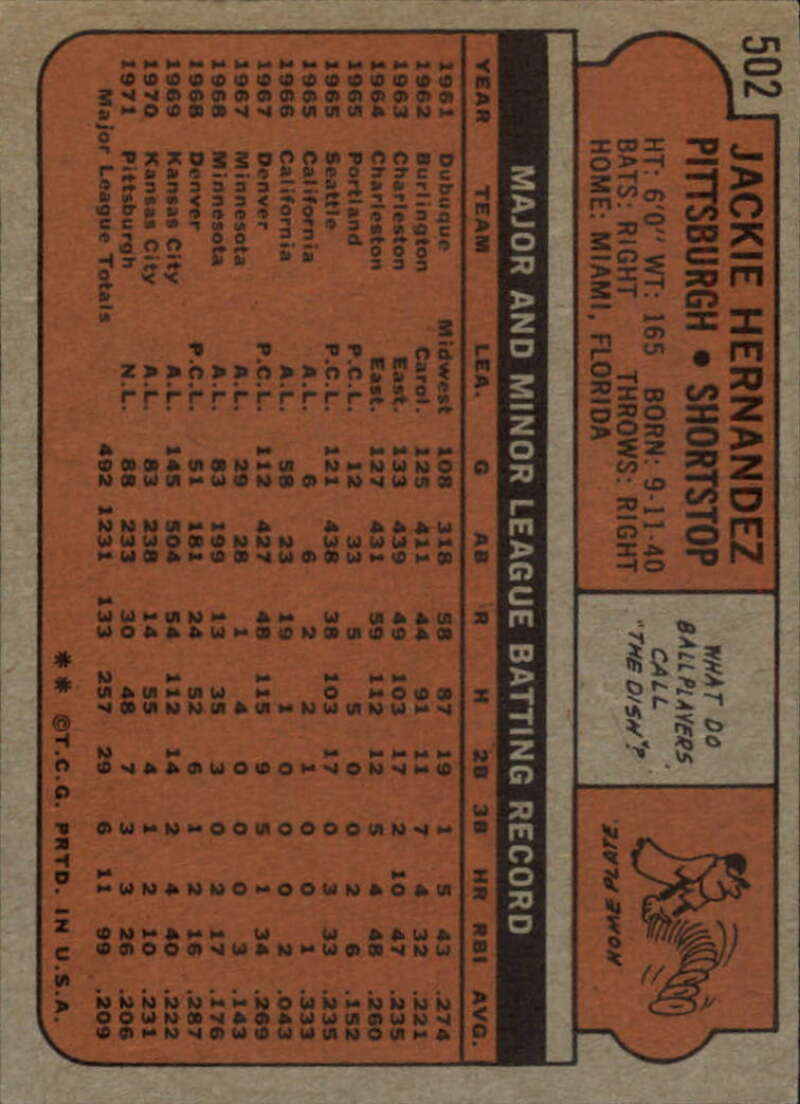 502
JACKIE HERNANDEZ
PITTSBURGH • SHORTSTOP
HT: 6'0" WT: 165 BORN: 9-11-40
BATS: RIGHT THROWS: RIGHT
HOME: MIAMI, FLORIDA
WHAT DO
BALLPLAYERS
CALL
"THE DISH"?
HOME PLATE
MAJOR AND MINOR LEAGUE BATTING RECORD
YEAR TEAM LEA. G AB R H 2B 3B HR RBI AVG.
1961 Dubuque Midwest 108 318 58 87 19 1 5 43 .274
1962 Burlington Carol. 125 411 44 91 11 7 4 32 .221
1963 Charleston East. 133 439 49 103 17 2 10 47 .235
1964 Charleston East. 127 431 59 112 12 5 4 48 .260
1965 Portland P.C.L. 12 33 5 5 0 0 2 6 .152
1965 Seattle P.C.L. 121 438 38 103 17 0 3 33 .235
1965 California A.L. 6 6 2 2 1 0 0 1 .333
1966 California A.L. 58 23 19 1 0 0 0 2 .043
1967 Denver P.C.L. 112 427 48 115 9 5 1 34 .269
1967 Minnesota A.L. 29 28 1 4 0 0 0 3 .143
1968 Minnesota A.L. 83 199 13 35 3 0 2 17 .176
1968 Denver P.C.L. 51 181 24 52 6 1 2 16 .287
1969 Kansas City A.L. 145 504 54 112 14 2 4 40 .222
1970 Kansas City A.L. 83 238 14 55 4 1 2 10 .231
1971 Pittsburgh N.L. 88 233 30 48 7 3 3 26 .206
Major League Totals 492 1231 133 257 29 6 11 99 .209
** ©T.C.G. PRTD. IN U.S.A.